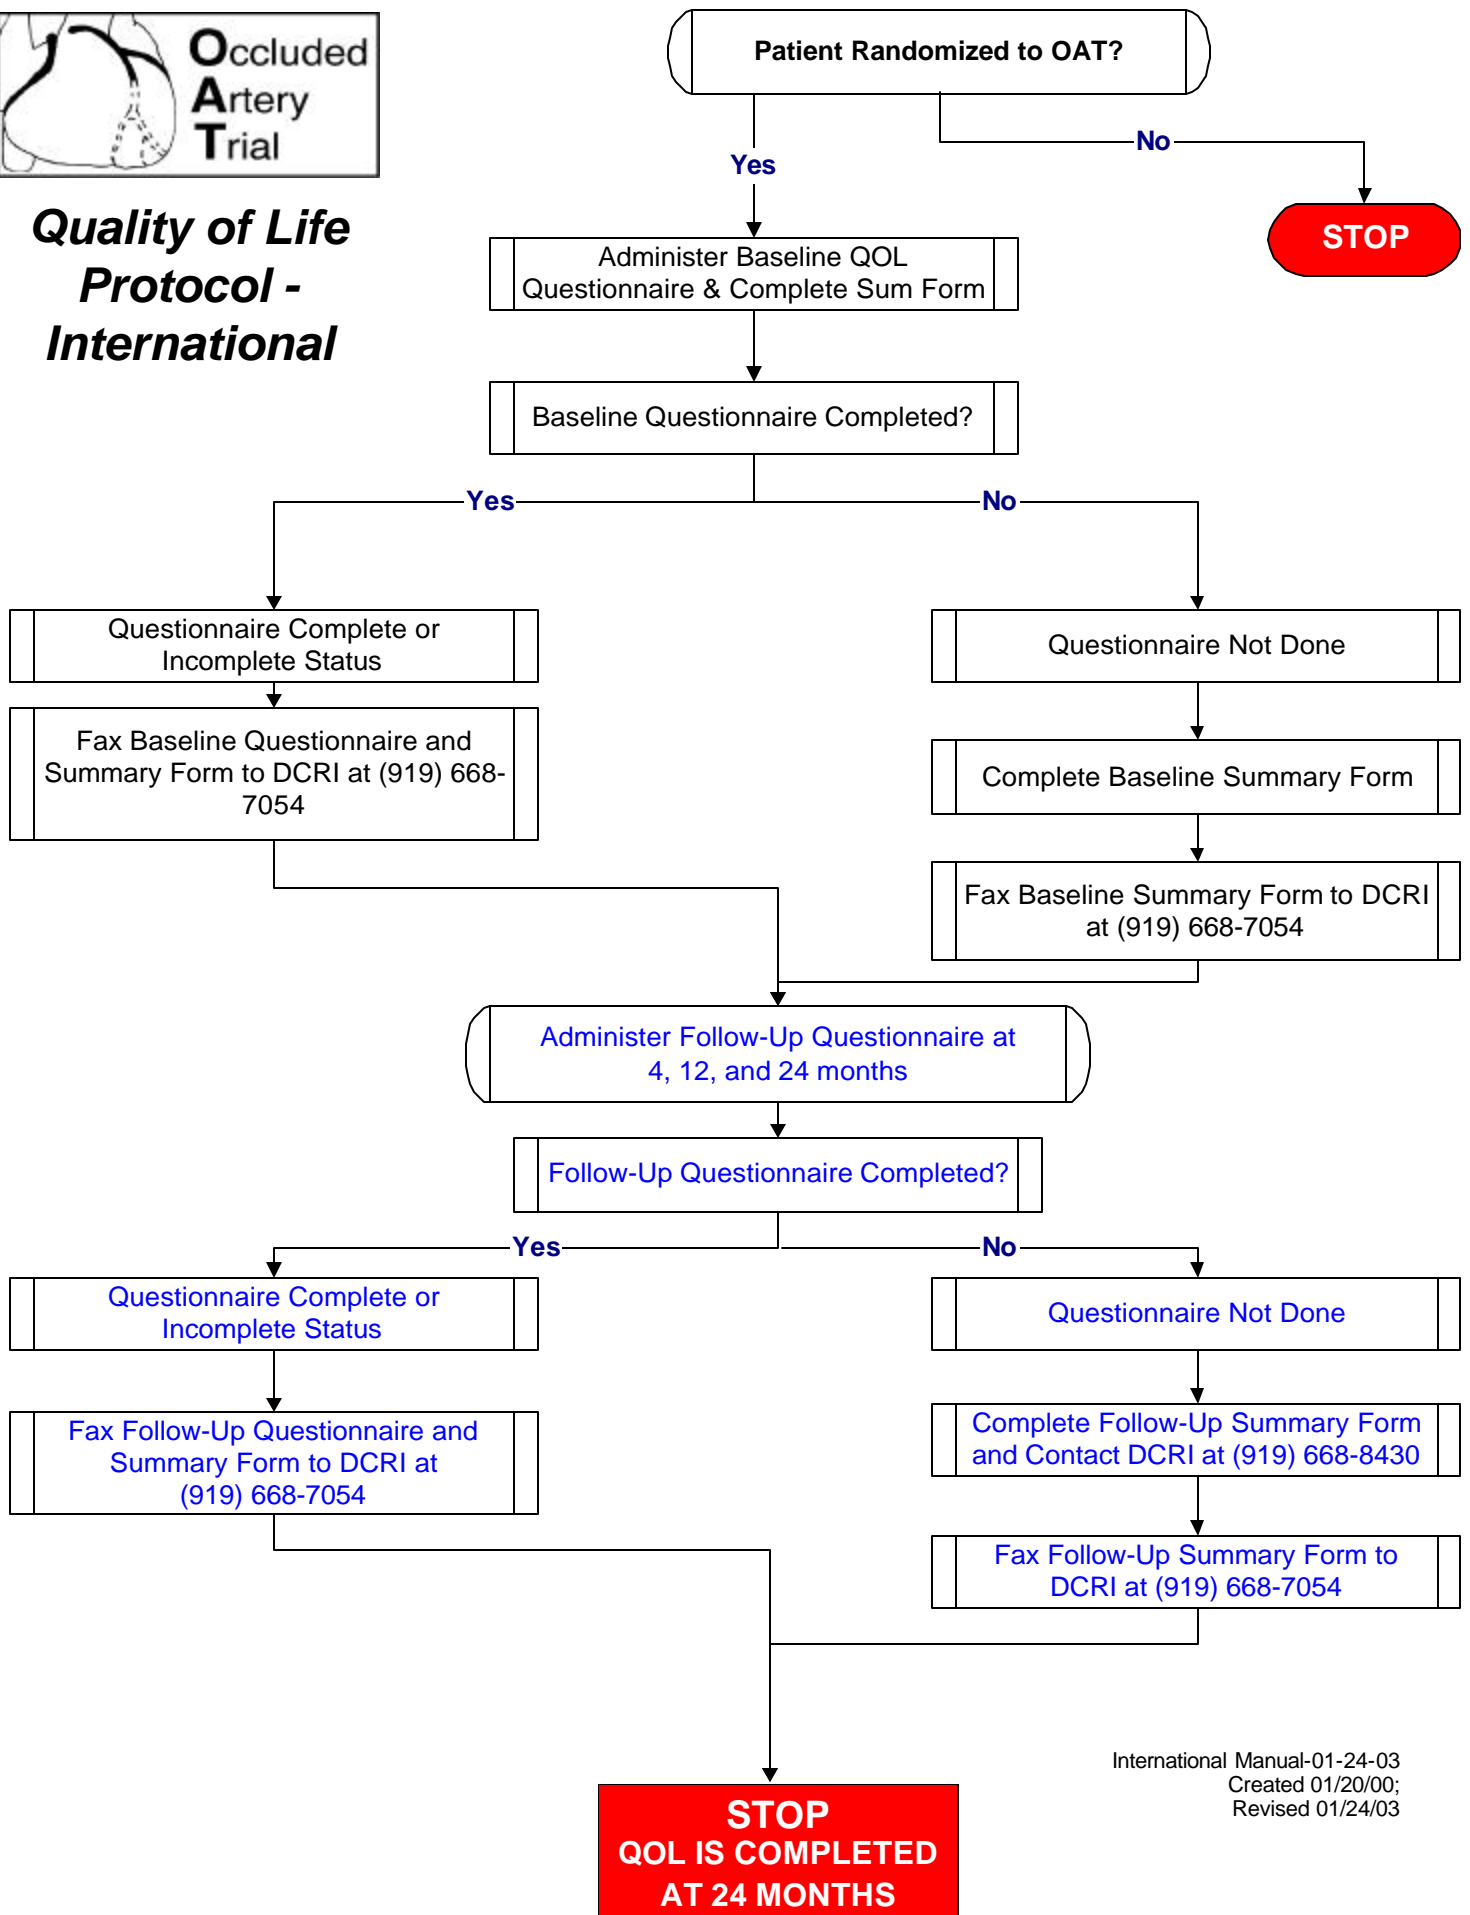 Occluded
Artery
Trial
Quality of Life
Protocol -
International
Patient Randomized to OAT?
No
Yes
STOP
Administer Baseline QOL
Questionnaire & Complete Sum Form
Baseline Questionnaire Completed?
Yes
No
Questionnaire Complete or
Incomplete Status
Questionnaire Not Done
Fax Baseline Questionnaire and
Summary Form to DCRI at (919) 668-
7054
Complete Baseline Summary Form
Fax Baseline Summary Form to DCRI
at (919) 668-7054
Administer Follow-Up Questionnaire at
4, 12, and 24 months
Follow-Up Questionnaire Completed?
Yes
No
Questionnaire Complete or
Incomplete Status
Questionnaire Not Done
Fax Follow-Up Questionnaire and
Summary Form to DCRI at
(919) 668-7054
Complete Follow-Up Summary Form
and Contact DCRI at (919) 668-8430
Fax Follow-Up Summary Form to
DCRI at (919) 668-7054
International Manual-01-24-03
Created 01/20/00;
Revised 01/24/03
STOP
QOL IS COMPLETED
AT 24 MONTHS